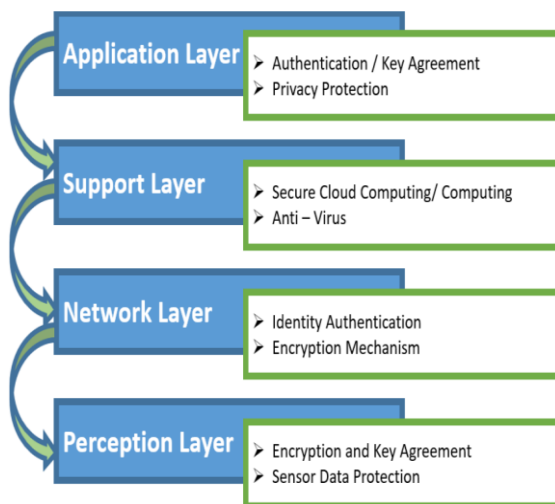 Application Layer
➢ Authentication / Key Agreement
➢ Privacy Protection
Support Layer
➢ Secure Cloud Computing/ Computing
➢ Anti – Virus
Network Layer
➢ Identity Authentication
➢ Encryption Mechanism
Perception Layer
➢ Encryption and Key Agreement
➢ Sensor Data Protection